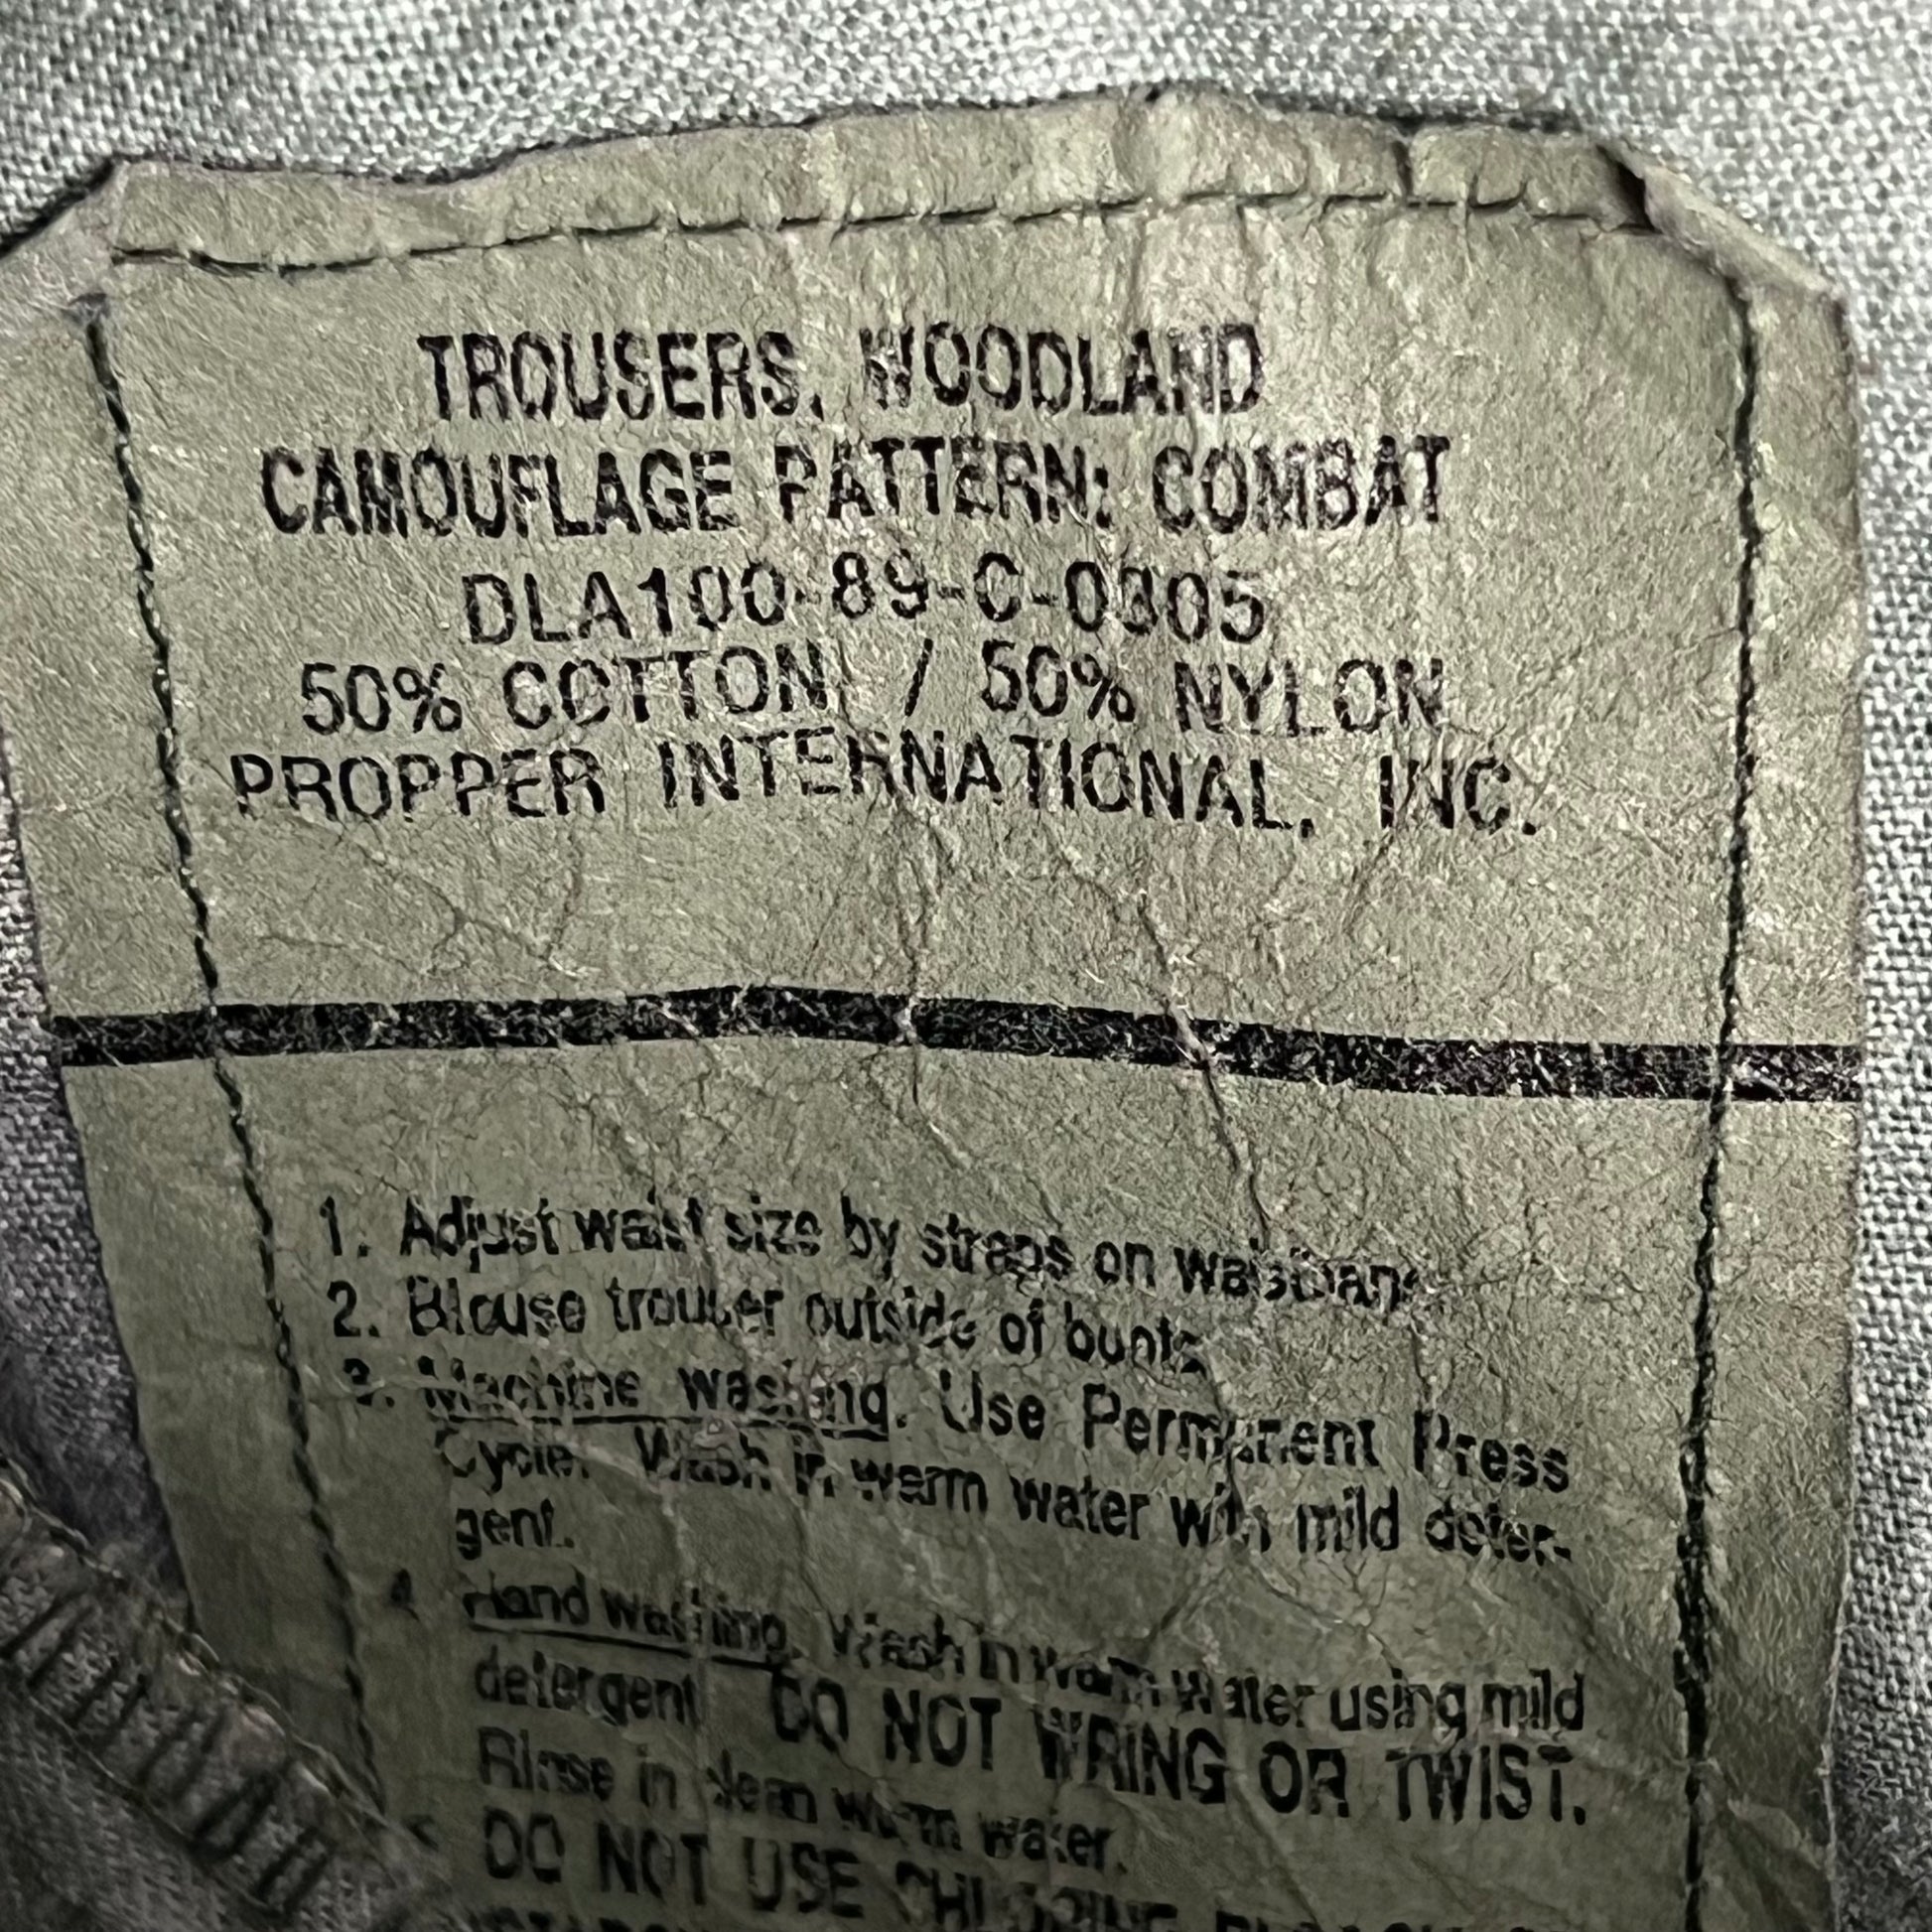 TROUSERS, WOODLAND
CAMOUFLAGE PATTERN: COMBAT
DLA100-89-C-0305
50% COTTON / 50% NYLON
PROPPER INTERNATIONAL, INC.
1. Adjust waist size by straps on waistband.
2. Blouse trouser outside of boots
3. Machine washing. Use Permanent Press
Cycle. Wash in warm water with mild deter-
gent.
4 Hand washing. Wash in warm water using mild
detergent DO NOT WRING OR TWIST.
Rinse in clean warm water.
DO NOT USE CHLORINE BLEACH